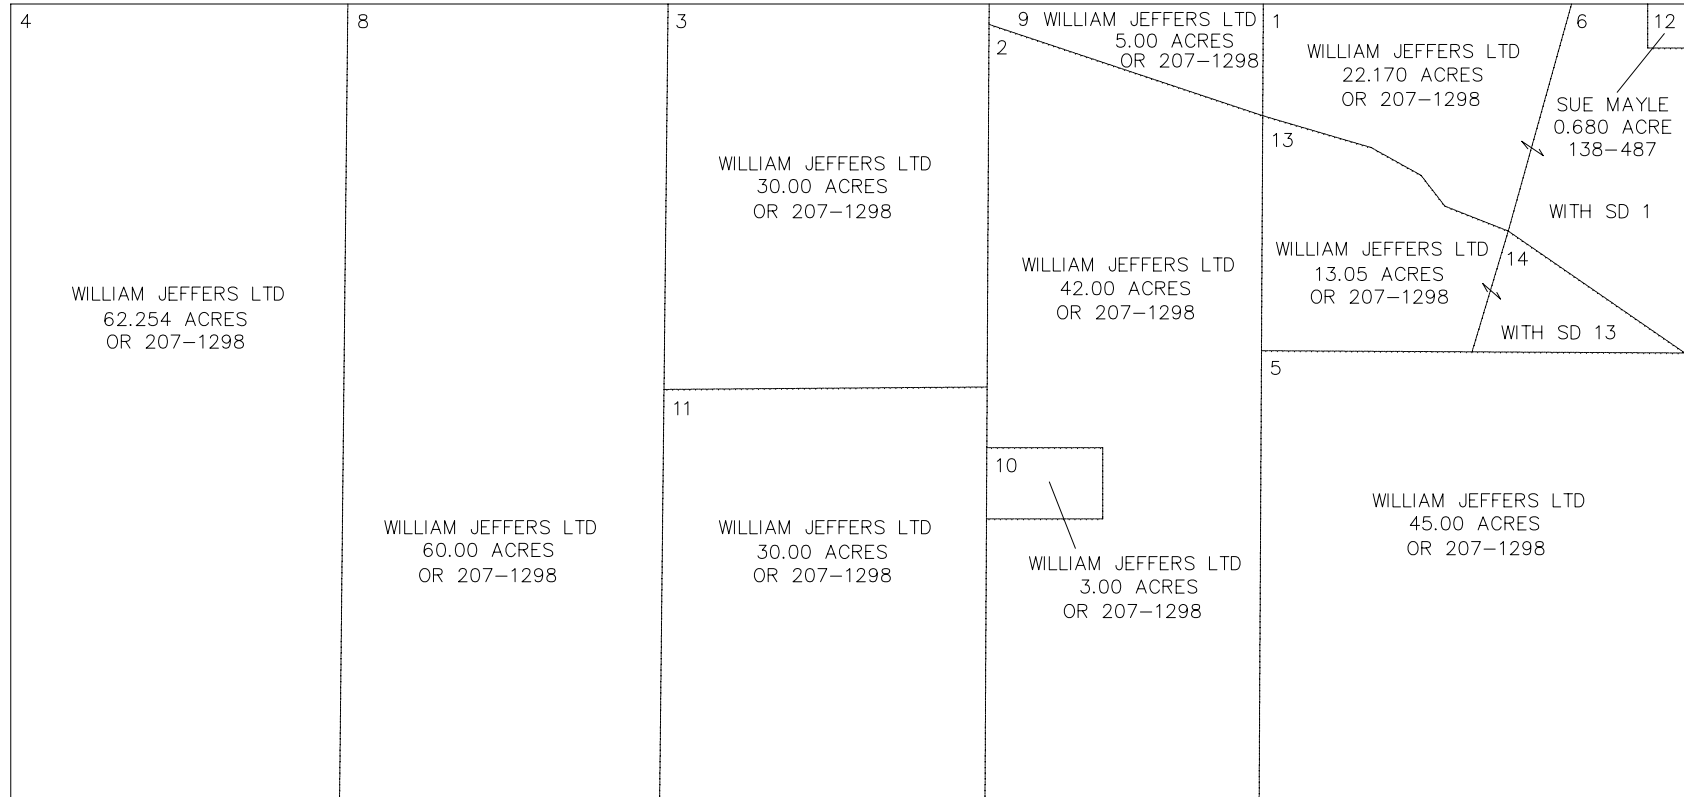 4
WILLIAM JEFFERS LTD
62.254 ACRES
OR 207-1298
8
WILLIAM JEFFERS LTD
60.00 ACRES
OR 207-1298
3
WILLIAM JEFFERS LTD
30.00 ACRES
OR 207-1298
11
WILLIAM JEFFERS LTD
30.00 ACRES
OR 207-1298
9 WILLIAM JEFFERS LTD
5.00 ACRES
OR 207-1298
2
WILLIAM JEFFERS LTD
42.00 ACRES
OR 207-1298
10
WILLIAM JEFFERS LTD
3.00 ACRES
OR 207-1298
1
WILLIAM JEFFERS LTD
22.170 ACRES
OR 207-1298
6
12
SUE MAYLE
0.680 ACRE
138-487
WITH SD 1
13
WILLIAM JEFFERS LTD
13.05 ACRES
OR 207-1298
14
WITH SD 13
5
WILLIAM JEFFERS LTD
45.00 ACRES
OR 207-1298